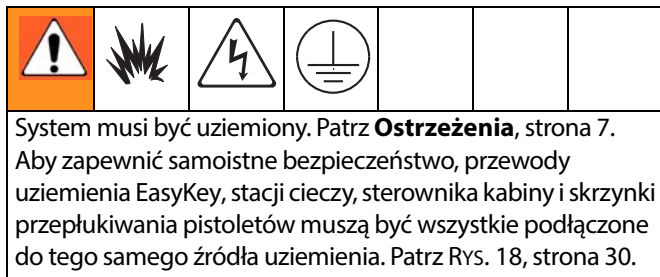 System musi być uziemiony. Patrz Ostrzeżenia, strona 7.
Aby zapewnić samoistne bezpieczeństwo, przewody
uziemienia EasyKey, stacji cieczy, sterownika kabiny i skrzynki
przepłukiwania pistoletów muszą być wszystkie podłączone
do tego samego źródła uziemienia. Patrz RYS. 18, strona 30.